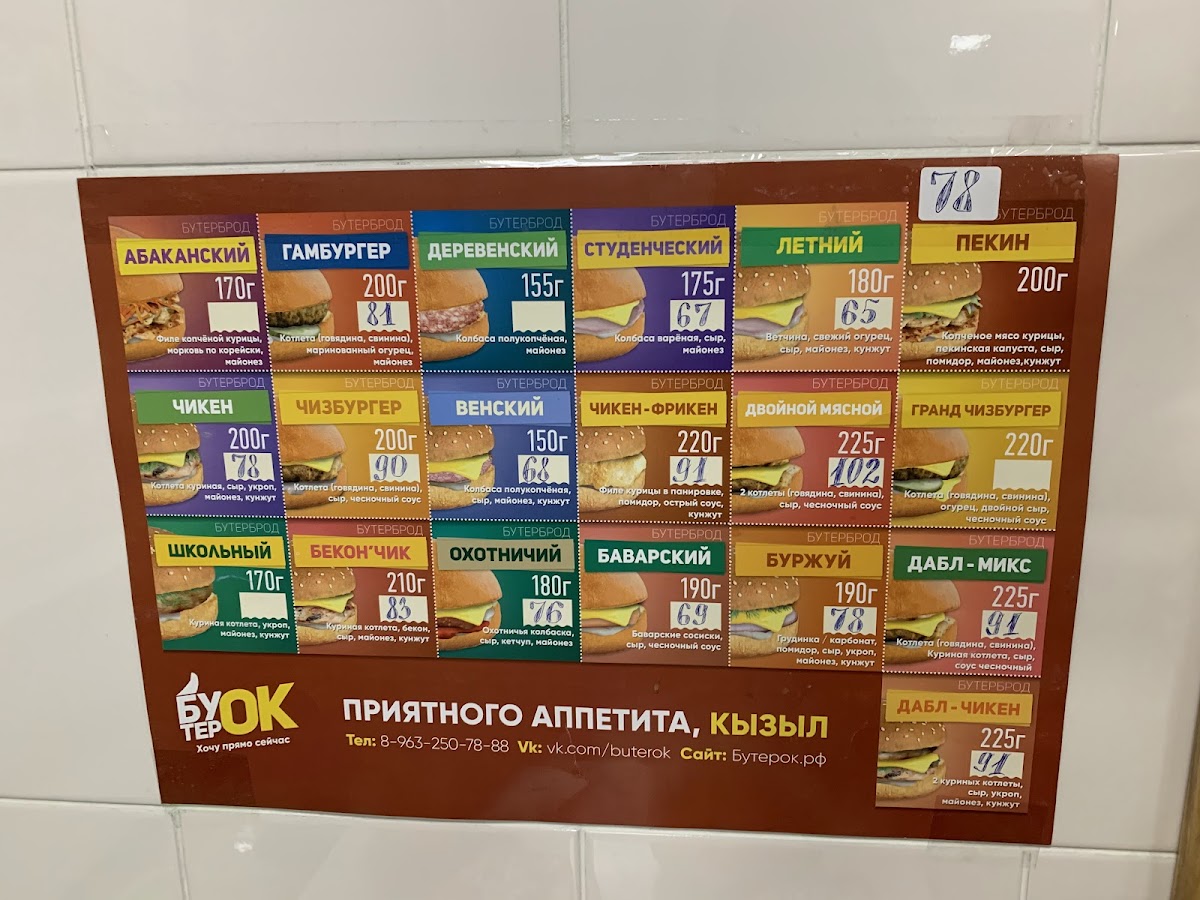 78
БУТЕРБРОД
АБАКАНСКИЙ
170г
Филе копчёной курицы,
морковь по корейски,
майонез
БУТЕРБРОД
ГАМБУРГЕР
200г
81
Котлета (говядина, свинина),
маринованный огурец,
майонез
БУТЕРБРОД
ДЕРЕВЕНСКИЙ
155г
Колбаса полукопчёная,
майонез
БУТЕРБРОД
СТУДЕНЧЕСКИЙ
175г
67
Колбаса варёная, сыр,
майонез
БУТЕРБРОД
ЛЕТНИЙ
180г
65
Ветчина, свежий огурец,
сыр, майонез, кунжут
БУТЕРБРОД
ПЕКИН
200г
Копченое мясо курицы,
пекинская капуста, сыр,
помидор, майонез,кунжут
БУТЕРБРОД
ЧИКЕН
200г
78
Котлета куриная, сыр, укроп,
майонез, кунжут
БУТЕРБРОД
ЧИЗБУРГЕР
200г
90
Котлета (говядина, свинина),
сыр, чесночный соус
БУТЕРБРОД
ВЕНСКИЙ
150г
68
Колбаса полукопчёная,
сыр, майонез, кунжут
БУТЕРБРОД
ЧИКЕН-ФРИКЕН
220г
91
Филе курицы в панировке,
помидор, острый соус,
кунжут
БУТЕРБРОД
ДВОЙНОЙ МЯСНОЙ
225г
102
2 котлеты (говядина, свинина),
сыр, чесночный соус
БУТЕРБРОД
ГРАНД ЧИЗБУРГЕР
220г
Котлета (говядина, свинина),
огурец, двойной сыр,
чесночный соус
БУТЕРБРОД
ШКОЛЬНЫЙ
170г
Куриная котлета, укроп,
майонез, кунжут
БУТЕРБРОД
БЕКОН'ЧИК
210г
83
Куриная котлета, бекон,
сыр, майонез, кунжут
БУТЕРБРОД
ОХОТНИЧИЙ
180г
76
Охотничья колбаса,
сыр, кетчуп, майонез
БУТЕРБРОД
БАВАРСКИЙ
190г
69
Баварские сосиски,
сыр, чесночный соус
БУТЕРБРОД
БУРЖУЙ
190г
78
Грудинка / карбонат,
помидор, сыр, укроп,
майонез, кунжут
БУТЕРБРОД
ДАБЛ-МИКС
225г
91
Котлета (говядина, свинина),
Куриная котлета, сыр,
соус чесночный
БУТЕРБРОД
ДАБЛ-ЧИКЕН
225г
91
2 куриных котлеты,
сыр, укроп,
майонез, кунжут
БУТЕРОК
Хочу прямо сейчас
ПРИЯТНОГО АППЕТИТА, КЫЗЫЛ
Тел: 8-963-250-78-88 Vk: vk.com/buterok Сайт: Бутерок.рф